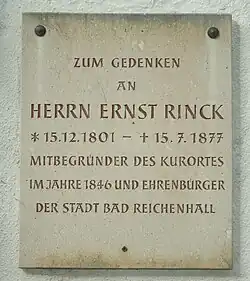 ZUM GEDENKEN
AN
HERRN ERNST RINCK
* 15.12.1801 – † 15.7.1877
MITBEGRÜNDER DES KURORTES
IM JAHRE 1846 UND EHRENBÜRGER
DER STADT BAD REICHENHALL